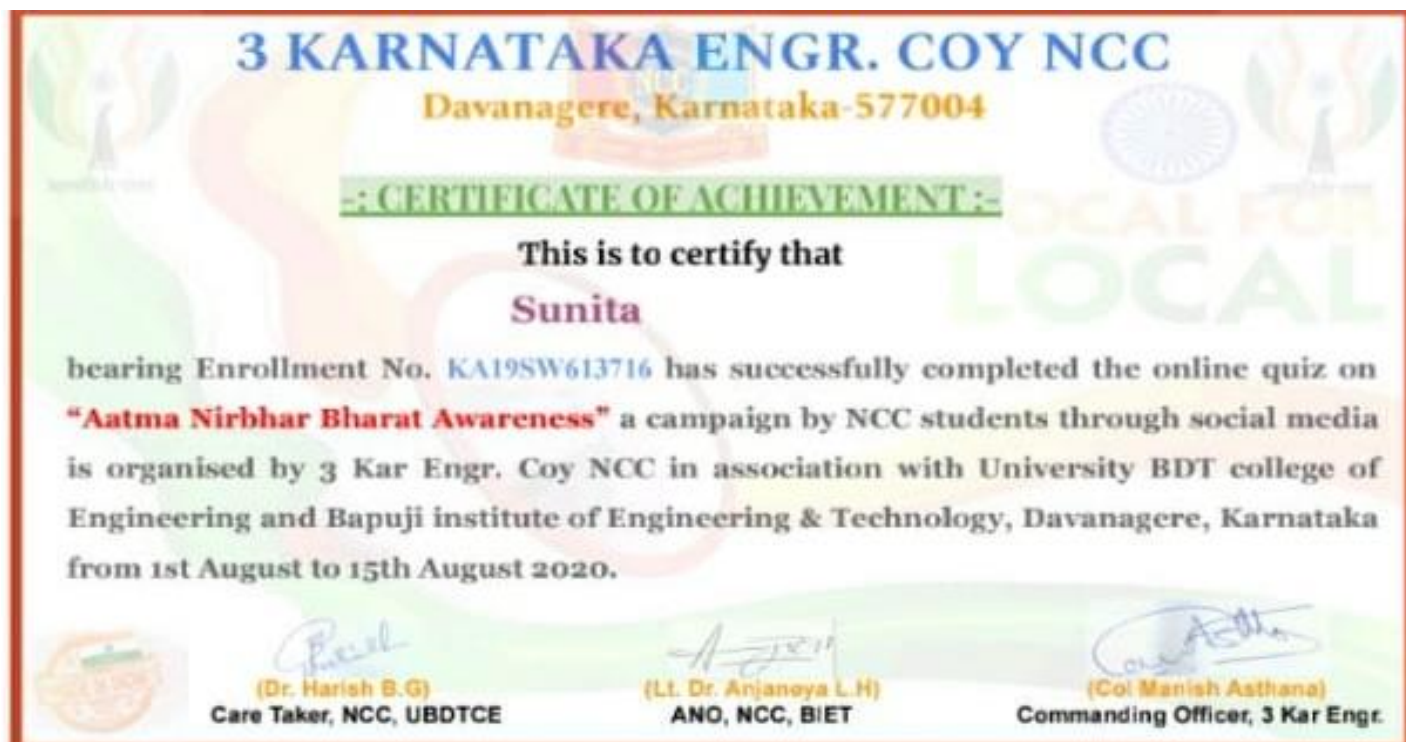 3 KARNATAKA ENGR. COY NCC
Davanagere, Karnataka-577004
-: CERTIFICATE OF ACHIEVEMENT :-
This is to certify that
Sunita
bearing Enrollment No. KA19SW613716 has successfully completed the online quiz on
"Aatma Nirbhar Bharat Awareness" a campaign by NCC students through social media
is organised by 3 Kar Engr. Coy NCC in association with University BDT college of
Engineering and Bapuji institute of Engineering & Technology, Davanagere, Karnataka
from 1st August to 15th August 2020.
LOCAL FOR
LOCAL
(Dr. Harish B.G) (Lt. Dr. Anjaneya L.H) (Col Manish Asthana)
Care Taker, NCC, UBDTCE ANO, NCC, BIET Commanding Officer, 3 Kar Engr.